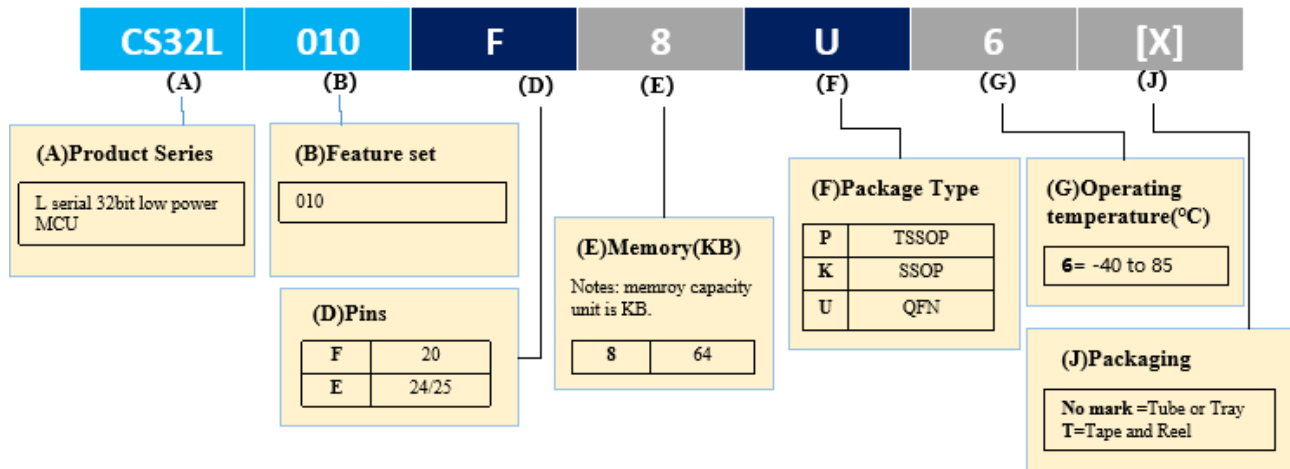 CS32L 010 F 8 U 6 [X]
(A) (B) (D) (E) (F) (G) (J)
(A)Product Series
L serial 32bit low power
MCU
(B)Feature set
010
(D)Pins
F 20
E 24/25
(E)Memory(KB)
Notes: memroy capacity
unit is KB.
8 64
(F)Package Type
P TSSOP
K SSOP
U QFN
(G)Operating
temperature(°C)
6= -40 to 85
(J)Packaging
No mark =Tube or Tray
T=Tape and Reel